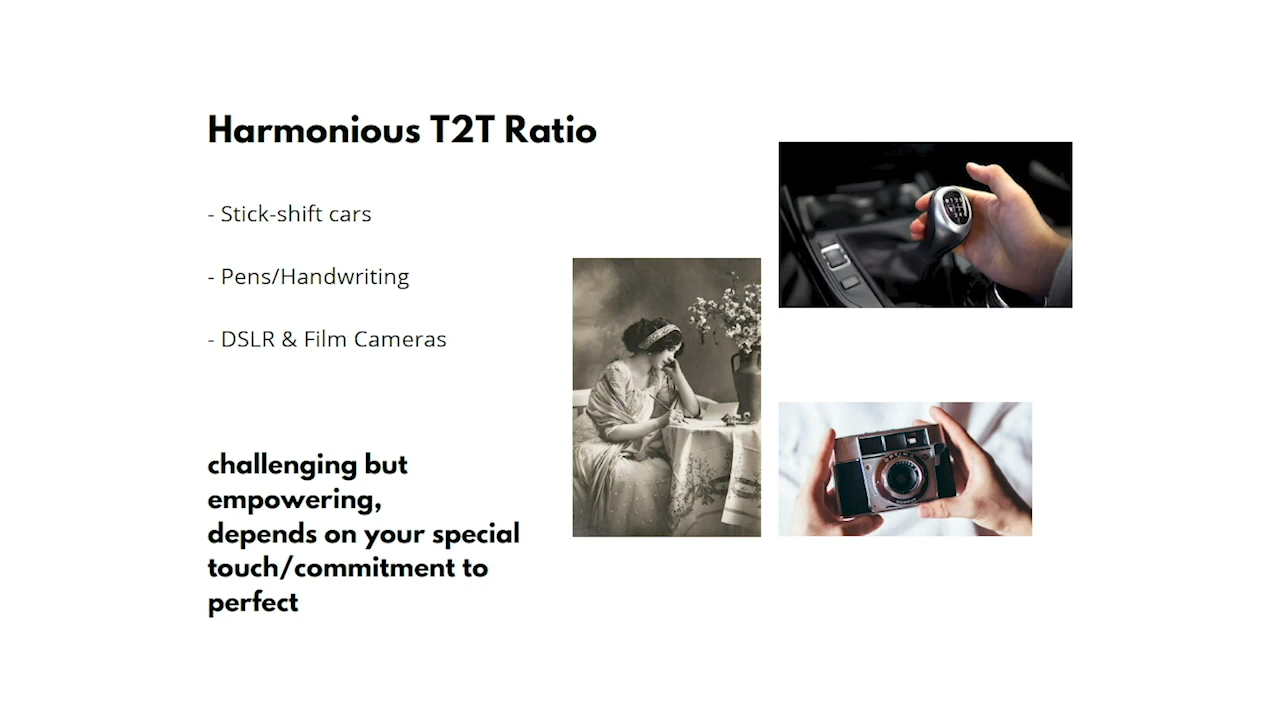 Harmonious T2T Ratio
- Stick-shift cars
- Pens/Handwriting
- DSLR & Film Cameras
challenging but
empowering,
depends on your special
touch/commitment to
perfect